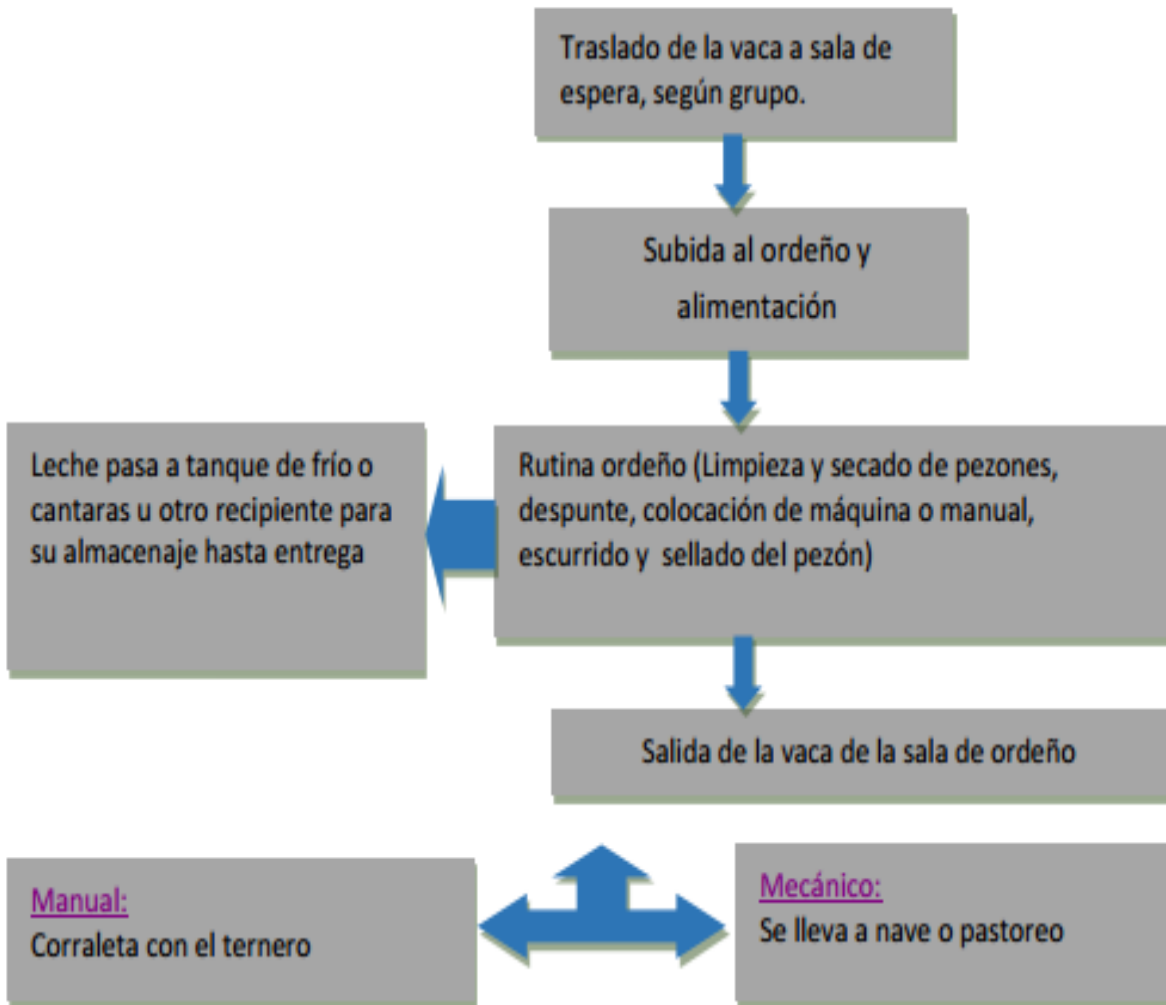 Traslado de la vaca a sala de
espera, según grupo.
Subida al ordeño y
alimentación
Leche pasa a tanque de frío o
cantaras u otro recipiente para
su almacenaje hasta entrega
Rutina ordeño (Limpieza y secado de pezones,
despunte, colocación de máquina o manual,
escurrido y sellado del pezón)
Salida de la vaca de la sala de ordeño
Manual:
Corraleta con el ternero
Mecánico:
Se lleva a nave o pastoreo